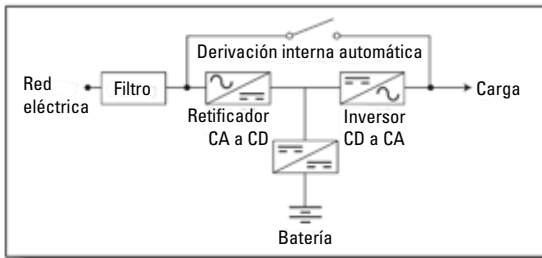 Derivación interna automática
Red
eléctrica
Filtro
Retificador
CA a CD
Inversor
CD a CA
Carga
Batería